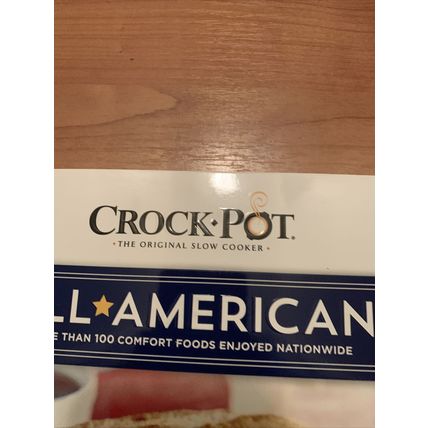 CROCK·POT®
· THE ORIGINAL SLOW COOKER ·
LL★AMERICAN
THAN 100 COMFORT FOODS ENJOYED NATIONWIDE